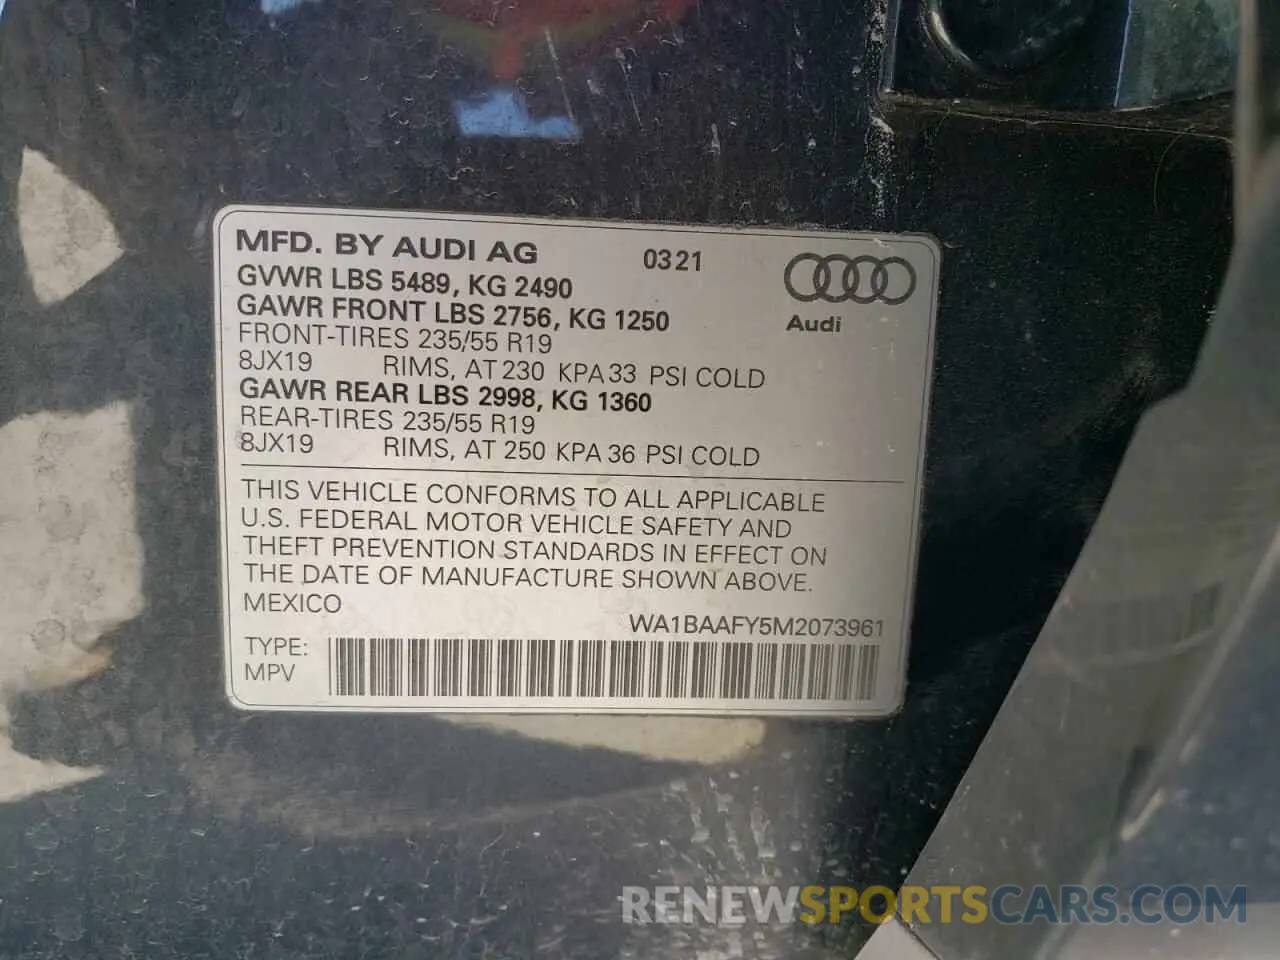 MFD. BY AUDI AG 0321
GVWR LBS 5489, KG 2490
GAWR FRONT LBS 2756, KG 1250
Audi
FRONT-TIRES 235/55 R19
8JX19 RIMS, AT 230 KPA 33 PSI COLD
GAWR REAR LBS 2998, KG 1360
REAR-TIRES 235/55 R19
8JX19 RIMS, AT 250 KPA 36 PSI COLD
THIS VEHICLE CONFORMS TO ALL APPLICABLE
U.S. FEDERAL MOTOR VEHICLE SAFETY AND
THEFT PREVENTION STANDARDS IN EFFECT ON
THE DATE OF MANUFACTURE SHOWN ABOVE.
MEXICO
WA1BAAFY5M2073961
TYPE:
MPV
RENEWSPORTSCARS.COM